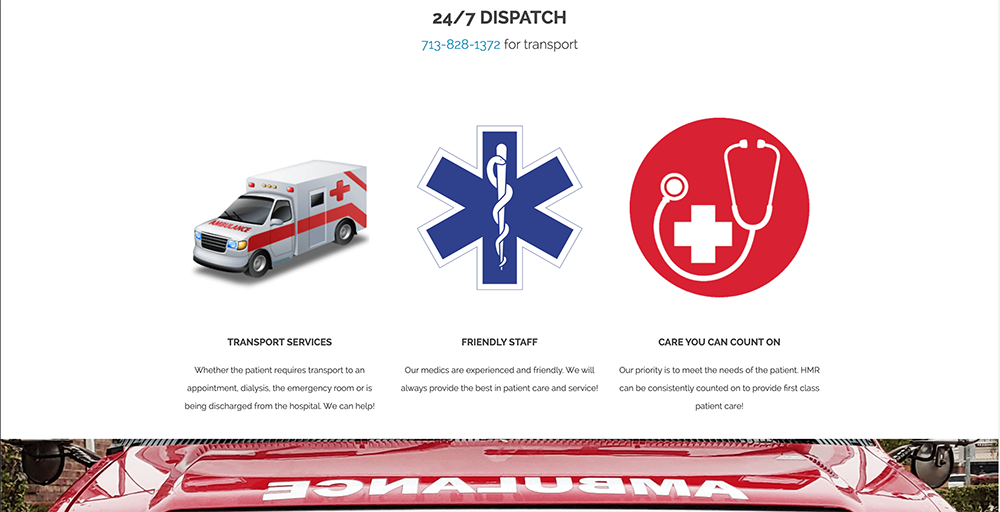 24/7 DISPATCH
713-828-1372 for transport
AMBULANCE
TRANSPORT SERVICES
Whether the patient requires transport to an
appointment, dialysis, the emergency room or is
being discharged from the hospital. We can help!
FRIENDLY STAFF
Our medics are experienced and friendly. We will
always provide the best in patient care and service!
CARE YOU CAN COUNT ON
Our priority is to meet the needs of the patient. HMR
can be consistently counted on to provide first class
patient care!
AMBULANCE